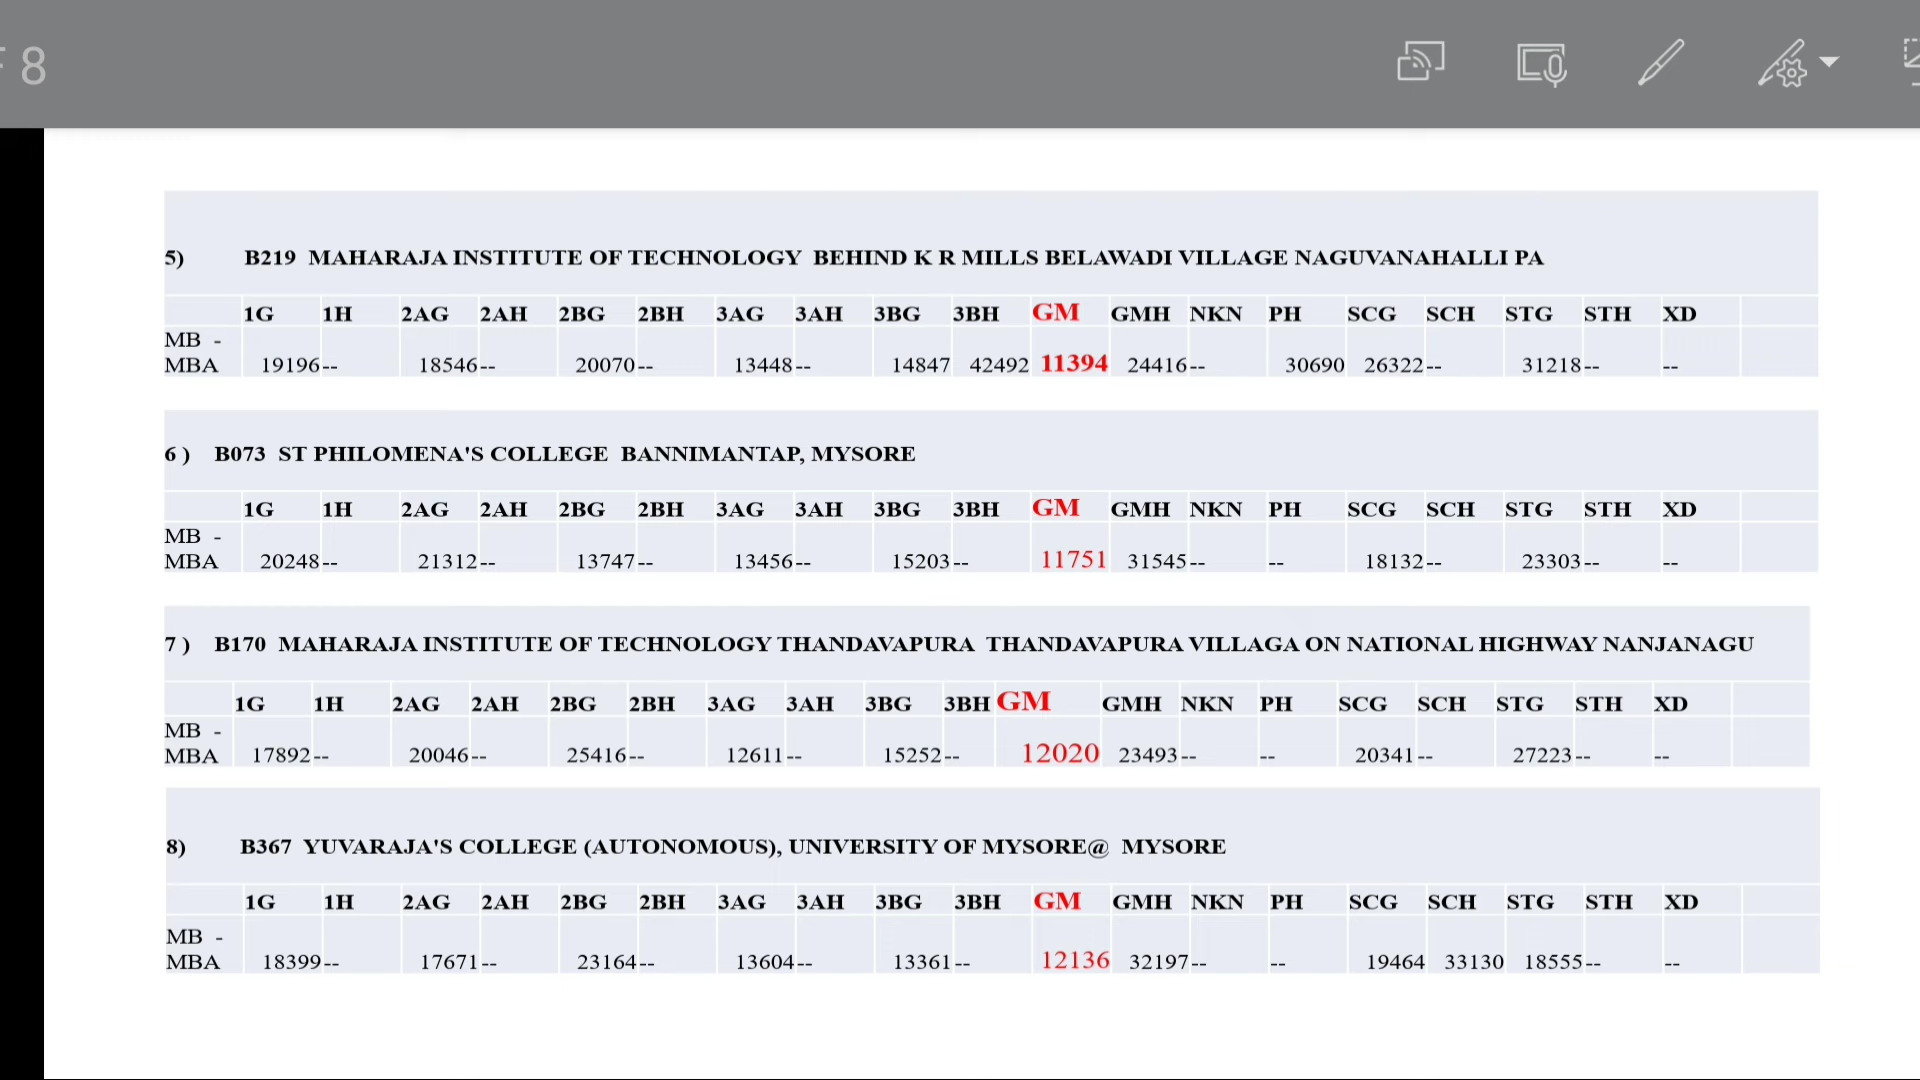 8
5) B219 MAHARAJA INSTITUTE OF TECHNOLOGY BEHIND K R MILLS BELAWADI VILLAGE NAGUVANAHALLI PA
1G 1H 2AG 2AH 2BG 2BH 3AG 3AH 3BG 3BH GM GMH NKN PH SCG SCH STG STH XD
MB -
MBA 19196 -- 18546 -- 20070 -- 13448 -- 14847 42492 11394 24416 -- 30690 26322 -- 31218 -- --
6 ) B073 ST PHILOMENA'S COLLEGE BANNIMANTAP, MYSORE
1G 1H 2AG 2AH 2BG 2BH 3AG 3AH 3BG 3BH GM GMH NKN PH SCG SCH STG STH XD
MB -
MBA 20248 -- 21312 -- 13747 -- 13456 -- 15203 -- 11751 31545 -- -- 18132 -- 23303 -- --
7 ) B170 MAHARAJA INSTITUTE OF TECHNOLOGY THANDAVAPURA THANDAVAPURA VILLAGA ON NATIONAL HIGHWAY NANJANAGU
1G 1H 2AG 2AH 2BG 2BH 3AG 3AH 3BG 3BH GM GMH NKN PH SCG SCH STG STH XD
MB -
MBA 17892 -- 20046 -- 25416 -- 12611 -- 15252 -- 12020 23493 -- -- 20341 -- 27223 -- --
8) B367 YUVARAJA'S COLLEGE (AUTONOMOUS), UNIVERSITY OF MYSORE@ MYSORE
1G 1H 2AG 2AH 2BG 2BH 3AG 3AH 3BG 3BH GM GMH NKN PH SCG SCH STG STH XD
MB -
MBA 18399 -- 17671 -- 23164 -- 13604 -- 13361 -- 12136 32197 -- -- 19464 33130 18555 -- --